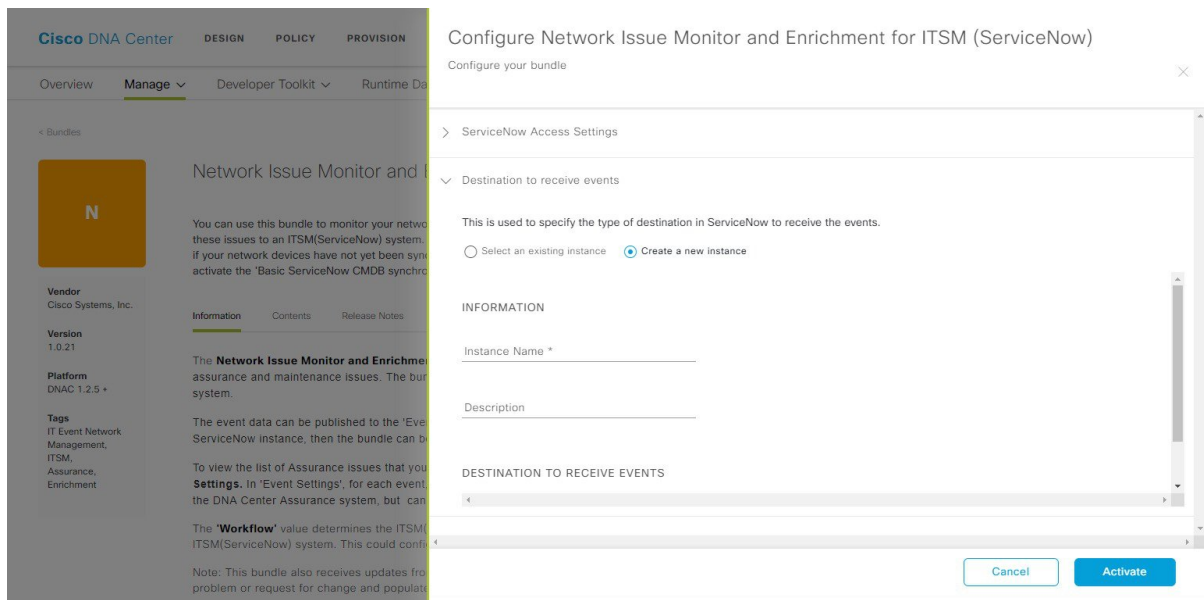 Cisco DNA Center DESIGN POLICY PROVISION
Overview Manage Developer Toolkit Runtime Da
< Bundles
N
Vendor
Cisco Systems, Inc.
Version
1.0.21
Platform
DNAC 1.2.5 +
Tags
IT Event Network
Management,
ITSM,
Assurance,
Enrichment
Network Issue Monitor and
You can use this bundle to monitor your netwo
these issues to an ITSM(ServiceNow) system.
if your network devices have not yet been syn
activate the 'Basic ServiceNow CMDB synchro
Information Contents Release Notes
The Network Issue Monitor and Enrichme
assurance and maintenance issues. The bun
system.
The event data can be published to the 'Eve
ServiceNow instance, then the bundle can b
To view the list of Assurance issues that you
Settings. In 'Event Settings', for each event,
the DNA Center Assurance system, but can
The 'Workflow' value determines the ITSM(
ITSM(ServiceNow) system. This could confi
Note: This bundle also receives updates fro
problem or request for change and populate
Configure Network Issue Monitor and Enrichment for ITSM (ServiceNow)
Configure your bundle
ServiceNow Access Settings
Destination to receive events
This is used to specify the type of destination in ServiceNow to receive the events.
Select an existing instance Create a new instance
INFORMATION
Instance Name *
Description
DESTINATION TO RECEIVE EVENTS
Cancel Activate